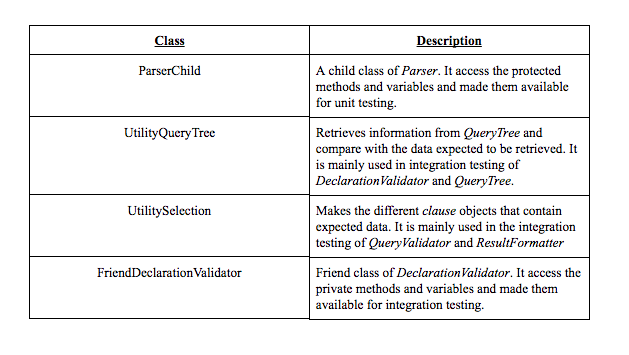 Class
Description
ParserChild
A child class of Parser. It access the protected
methods and variables and made them available
for unit testing.
UtilityQueryTree
Retrieves information from QueryTree and
compare with the data expected to be retrieved. It
is mainly used in integration testing of
DeclarationValidator and QueryTree.
UtilitySelection
Makes the different clause objects that contain
expected data. It is mainly used in the integration
testing of QueryValidator and ResultFormatter
FriendDeclarationValidator
Friend class of DeclarationValidator. It access the
private methods and variables and made them
available for integration testing.